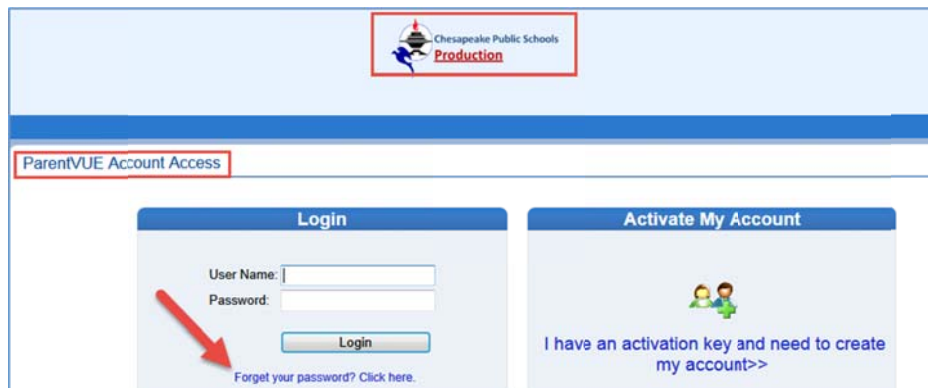 Chesapeake Public Schools
Production
ParentVUE Account Access
Login
User Name:
Password:
Login
Forget your password? Click here.
Activate My Account
I have an activation key and need to create
my account>>